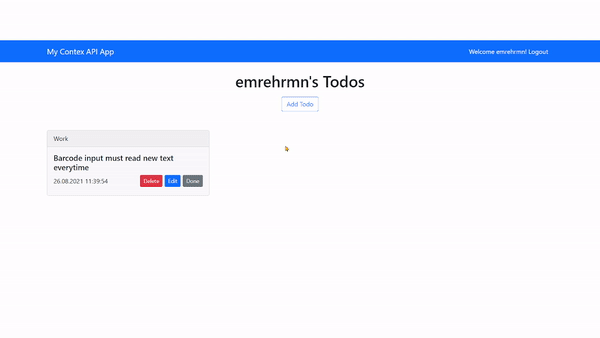 My Contex API App
Welcome emrehrmn! Logout
emrehrmn's Todos
Add Todo
Work
Barcode input must read new text
everytime
26.08.2021 11:39:54
Delete
Edit
Done